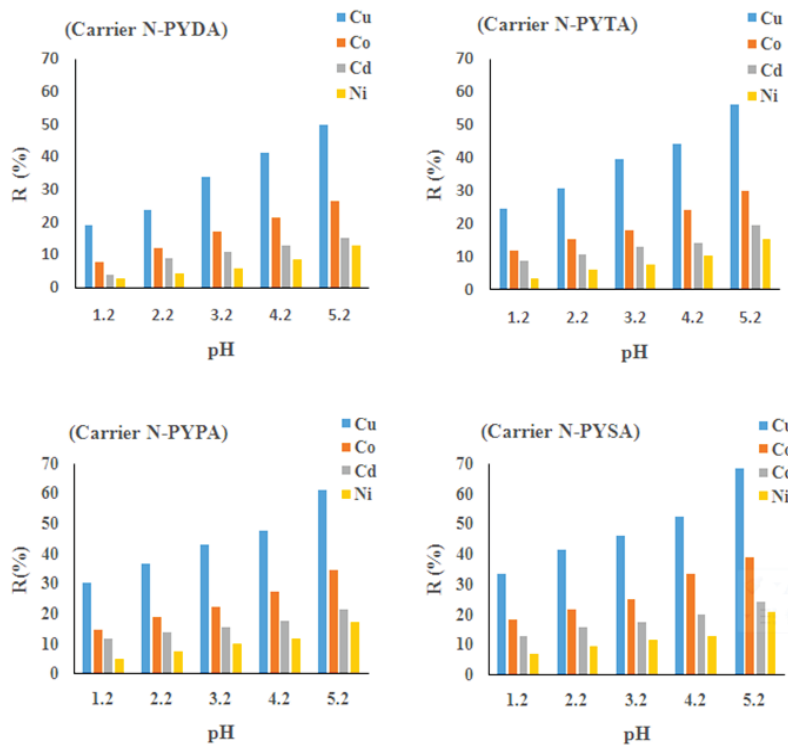 (Carrier N-PYDA)
Cu
Co
Cd
Ni
70
60
50
40
30
20
10
0
R (%)
1.2 2.2 3.2 4.2 5.2
pH
(Carrier N-PYTA)
Cu
Co
Cd
Ni
70
60
50
40
30
20
10
0
R (%)
1.2 2.2 3.2 4.2 5.2
pH
(Carrier N-PYPA)
Cu
Co
Cd
Ni
70
60
50
40
30
20
10
0
R(%)
1.2 2.2 3.2 4.2 5.2
pH
(Carrier N-PYSA)
Cu
Co
Cd
Ni
70
60
50
40
30
20
10
0
R (%)
1.2 2.2 3.2 4.2 5.2
pH